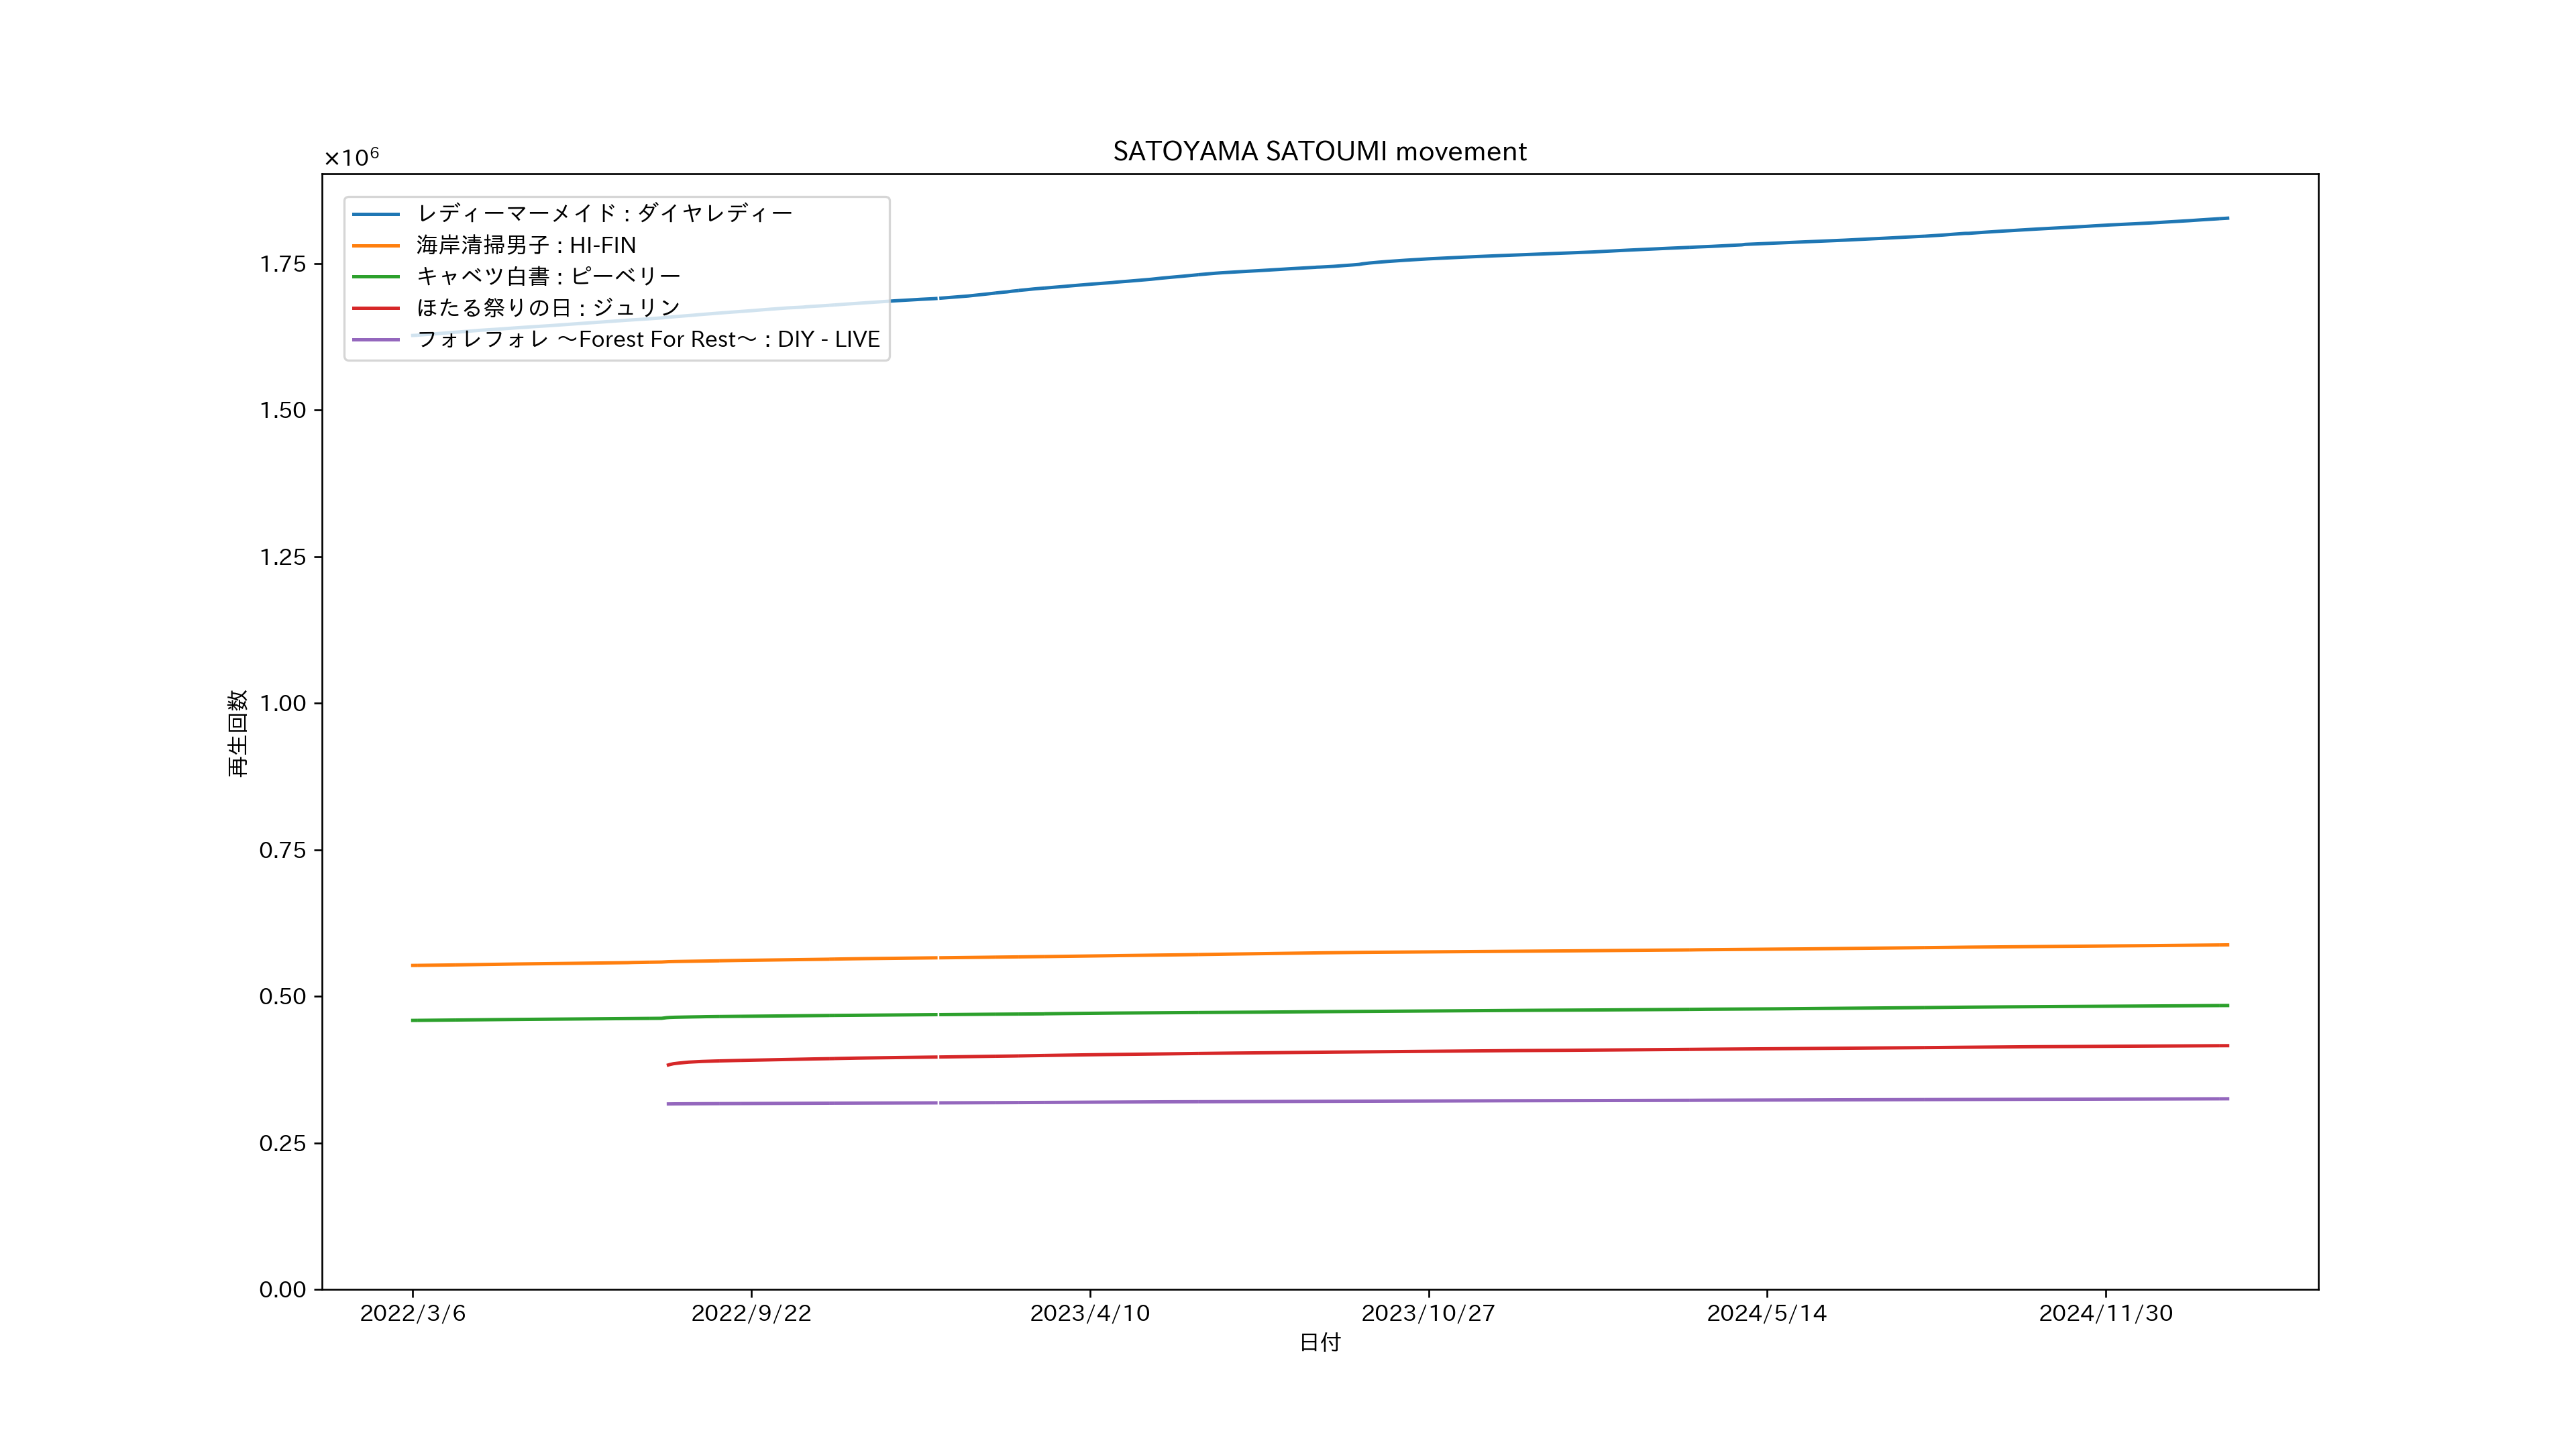 SATOYAMA SATOUMI movement
×10⁶
レディーマーメイド : ダイヤレディー
海岸清掃男子 : HI-FIN
キャベツ白書 : ピーベリー
ほたる祭りの日 : ジュリン
フォレフォレ ～Forest For Rest～ : DIY - LIVE
1.75
1.50
1.25
1.00
0.75
0.50
0.25
0.00
再生回数
2022/3/6 2022/9/22 2023/4/10 2023/10/27 2024/5/14 2024/11/30
日付